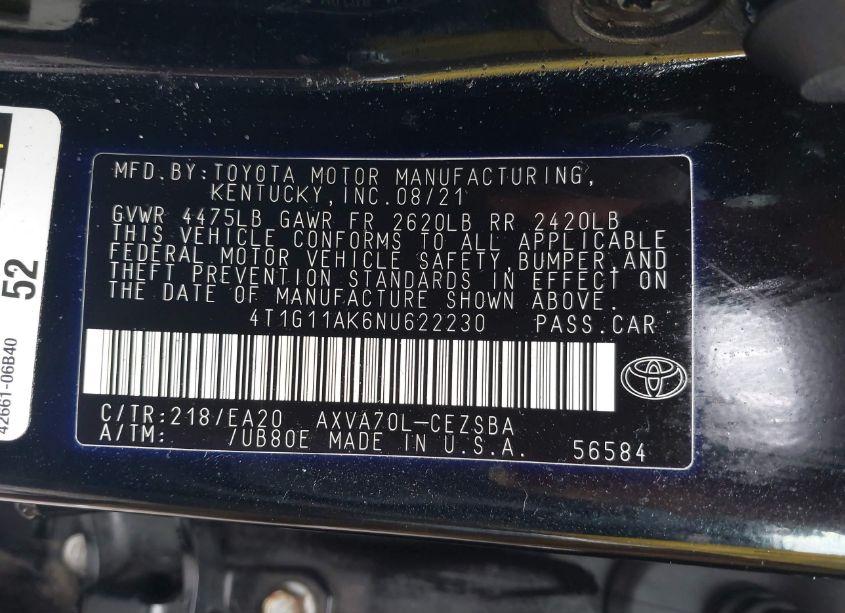 MFD.BY:TOYOTA MOTOR MANUFACTURING,
KENTUCKY,INC.08/21
GVWR 4475LB GAWR FR 2620LB RR 2420LB
THIS VEHICLE CONFORMS TO ALL APPLICABLE
FEDERAL MOTOR VEHICLE SAFETY,BUMPER,AND
THEFT PREVENTION STANDARDS IN EFFECT ON
THE DATE OF MANUFACTURE SHOWN ABOVE.
4T1G11AK6NU622230 PASS.CAR
C/TR:218/EA20 AXVA70L-CEZSBA
A/TM: /UB80E MADE IN U.S.A. 56584
52
42661-06B40